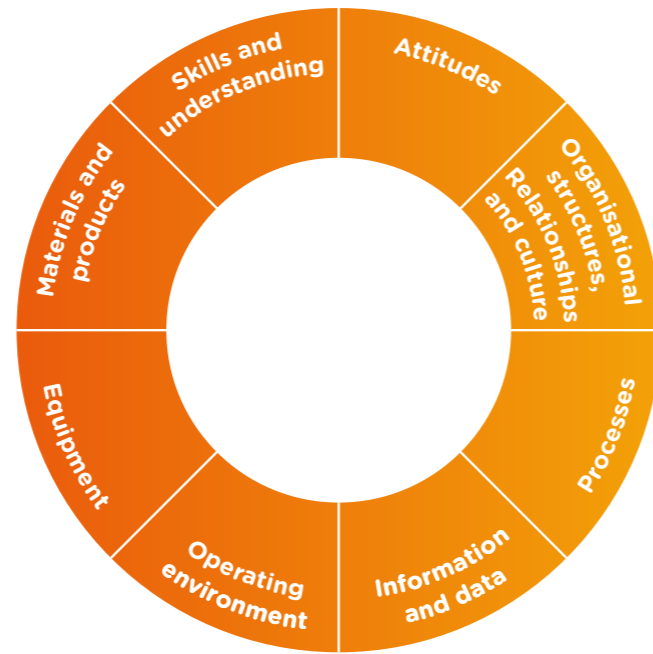 Attitudes
Organisational
structures,
Relationships
and culture
Processes
Information
and data
Operating
environment
Equipment
Materials and
products
Skills and
understanding